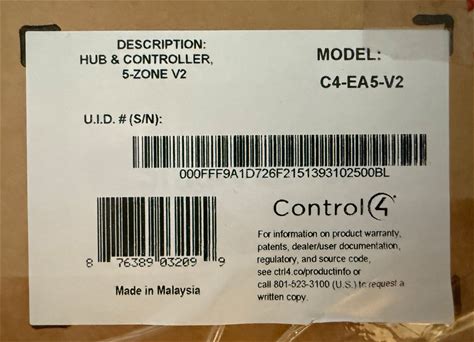 DESCRIPTION:
HUB & CONTROLLER,
5-ZONE V2
MODEL:
C4-EA5-V2
U.I.D. # (S/N):
000FFF9A1D726F2151393102500BL
8 76389 03209 9
Made in Malaysia
Control4
For information on product warranty,
patents, dealer/user documentation,
regulatory, and source code,
see ctrl4.co/productinfo or
call 801-523-3100 (U.S.) to request a
written copy.